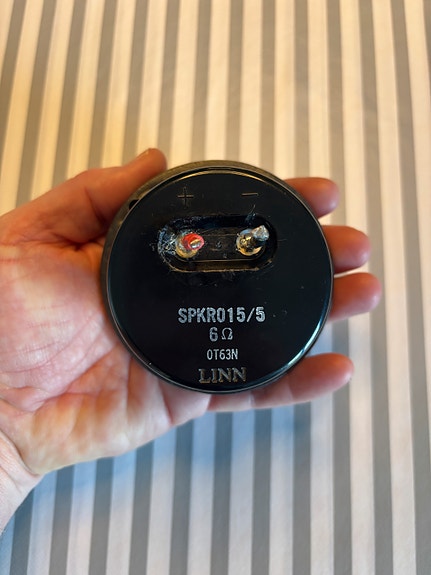 + −
SPKR015/5
6Ω
0T63N
LINN